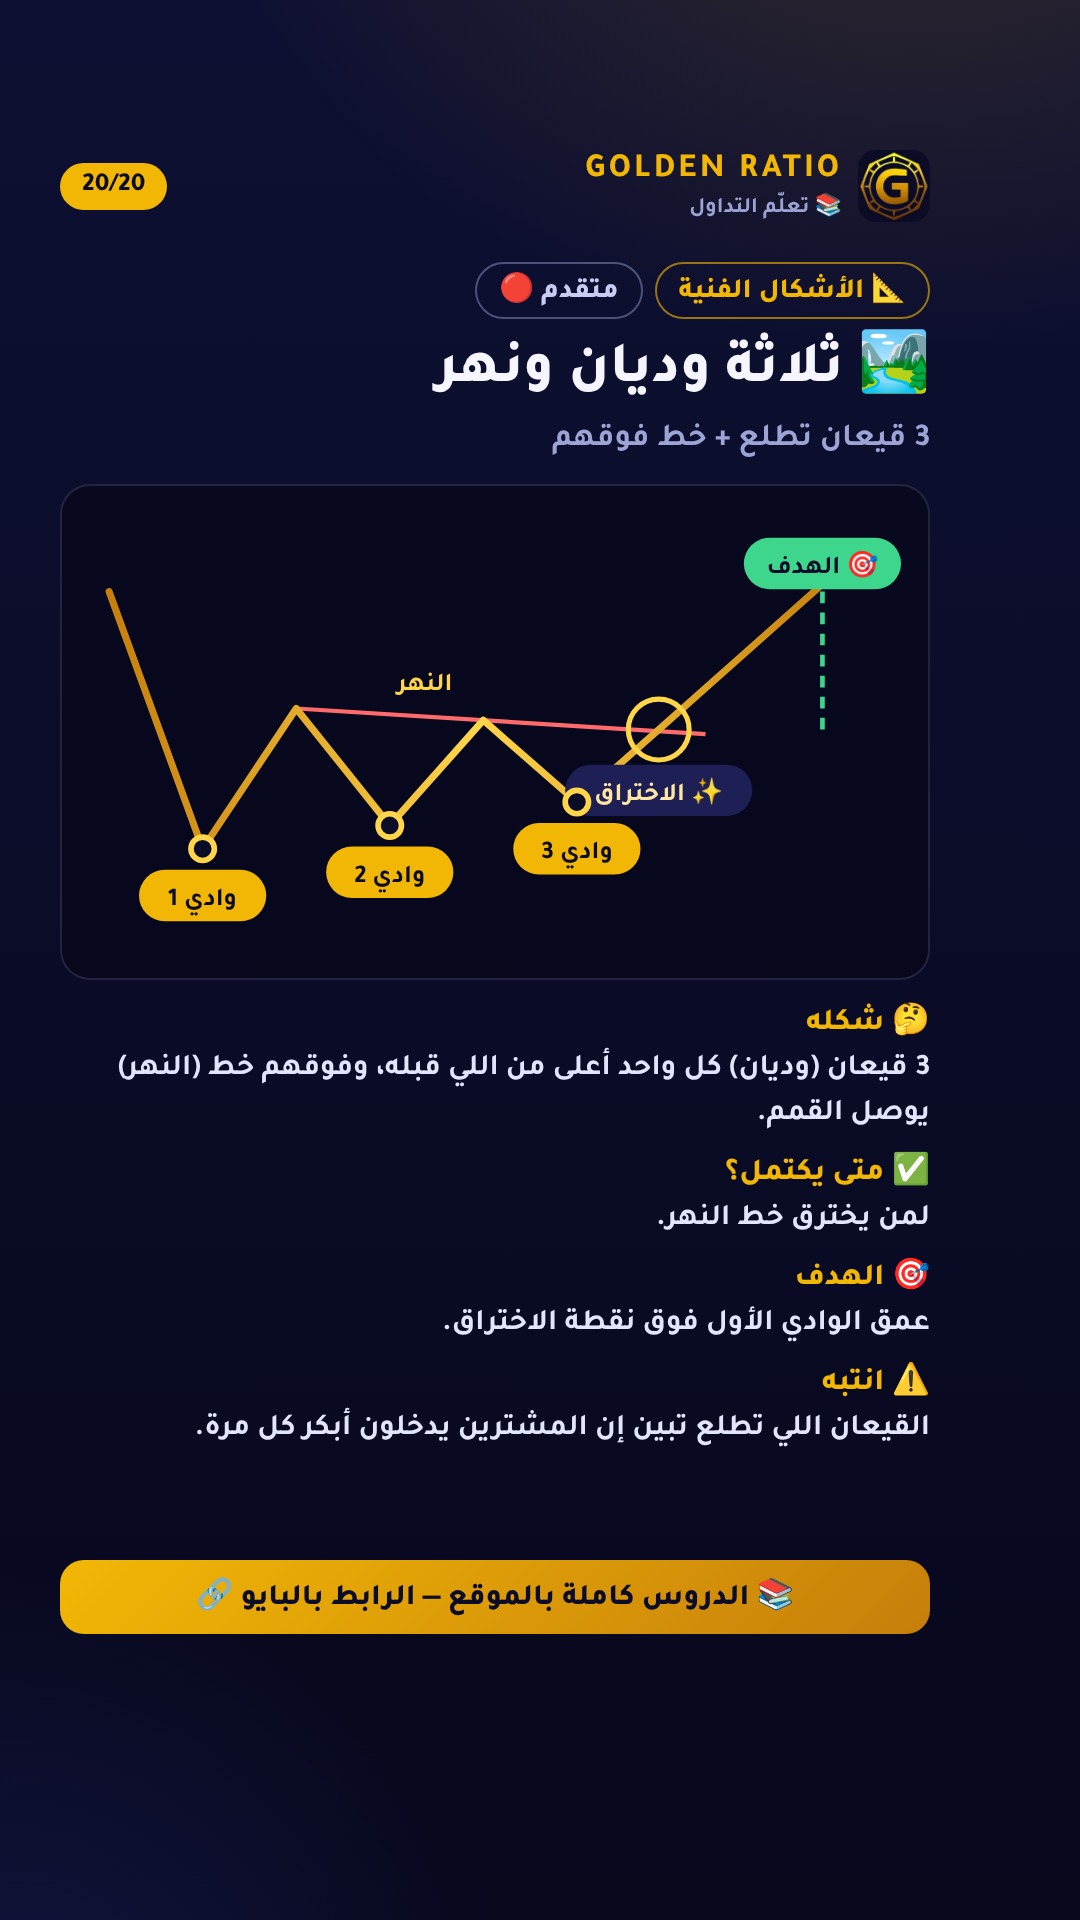 GOLDEN RATIO
📚 تعلّم التداول
20/20
📐 الأشكال الفنية
متقدم 🔴
🏞️ ثلاثة وديان ونهر
3 قيعان تطلع + خط فوقهم
🎯 الهدف
النهر
✨ الاختراق
وادي 3
وادي 2
وادي 1
🤔 شكله
3 قيعان (وديان) كل واحد أعلى من اللي قبله، وفوقهم خط (النهر)
يوصل القمم.
✅ متى يكتمل؟
لمن يخترق خط النهر.
🎯 الهدف
عمق الوادي الأول فوق نقطة الاختراق.
⚠️ انتبه
القيعان اللي تطلع تبين إن المشترين يدخلون أبكر كل مرة.
📚 الدروس كاملة بالموقع — الرابط بالبايو 🔗